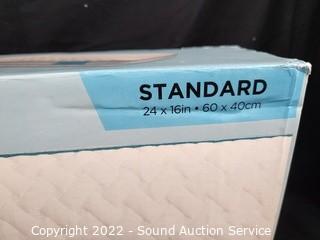 STANDARD
24 x 16in • 60 x 40cm
Copyright 2022 - Sound Auction Service